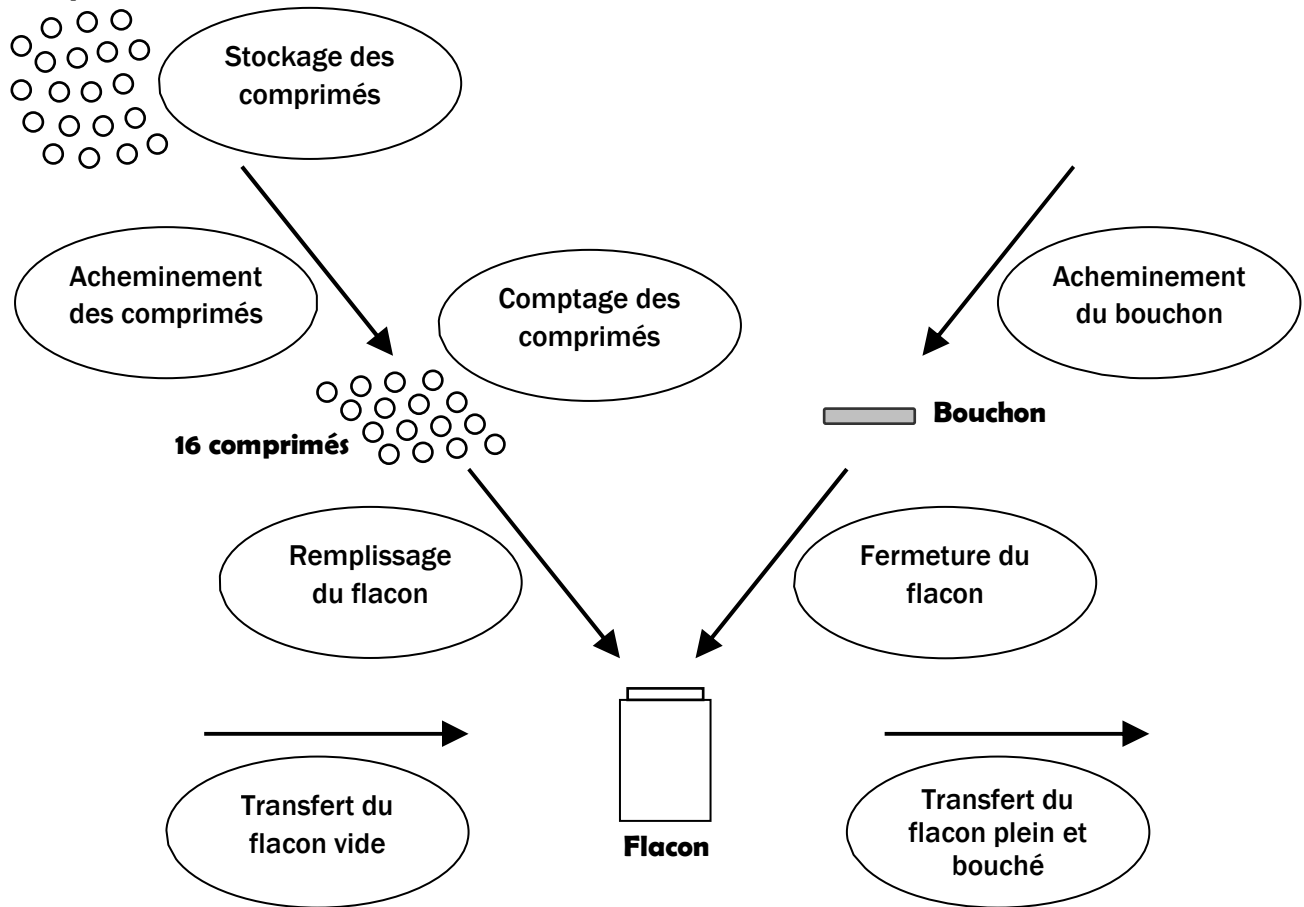 Stockage des
comprimés
Acheminement
des comprimés
Comptage des
comprimés
Acheminement
du bouchon
16 comprimés
Bouchon
Remplissage
du flacon
Fermeture du
flacon
Transfert du
flacon vide
Flacon
Transfert du
flacon plein et
bouché